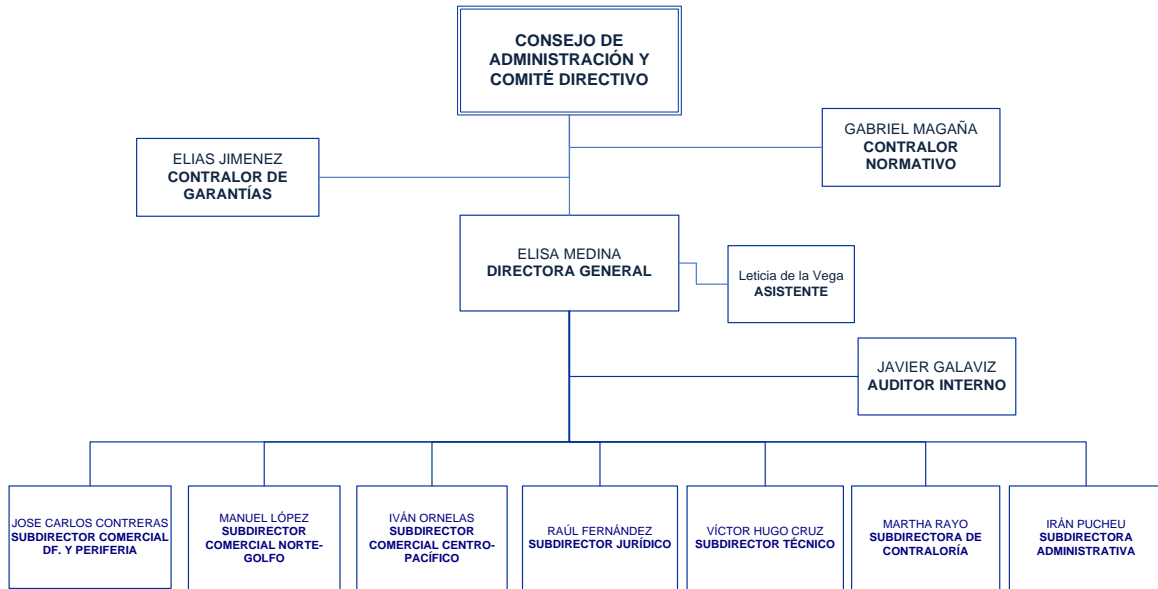 CONSEJO DE
ADMINISTRACIÓN Y
COMITÉ DIRECTIVO
GABRIEL MAGAÑA
CONTRALOR
NORMATIVO
ELIAS JIMENEZ
CONTRALOR DE
GARANTÍAS
ELISA MEDINA
DIRECTORA GENERAL
Leticia de la Vega
ASISTENTE
JAVIER GALAVIZ
AUDITOR INTERNO
JOSE CARLOS CONTRERAS
SUBDIRECTOR COMERCIAL
DF. Y PERIFERIA
MANUEL LÓPEZ
SUBDIRECTOR
COMERCIAL NORTE-
GOLFO
IVÁN ORNELAS
SUBDIRECTOR
COMERCIAL CENTRO-
PACÍFICO
RAÚL FERNÁNDEZ
SUBDIRECTOR JURÍDICO
VÍCTOR HUGO CRUZ
SUBDIRECTOR TÉCNICO
MARTHA RAYO
SUBDIRECTORA DE
CONTRALORÍA
IRÁN PUCHEU
SUBDIRECTORA
ADMINISTRATIVA